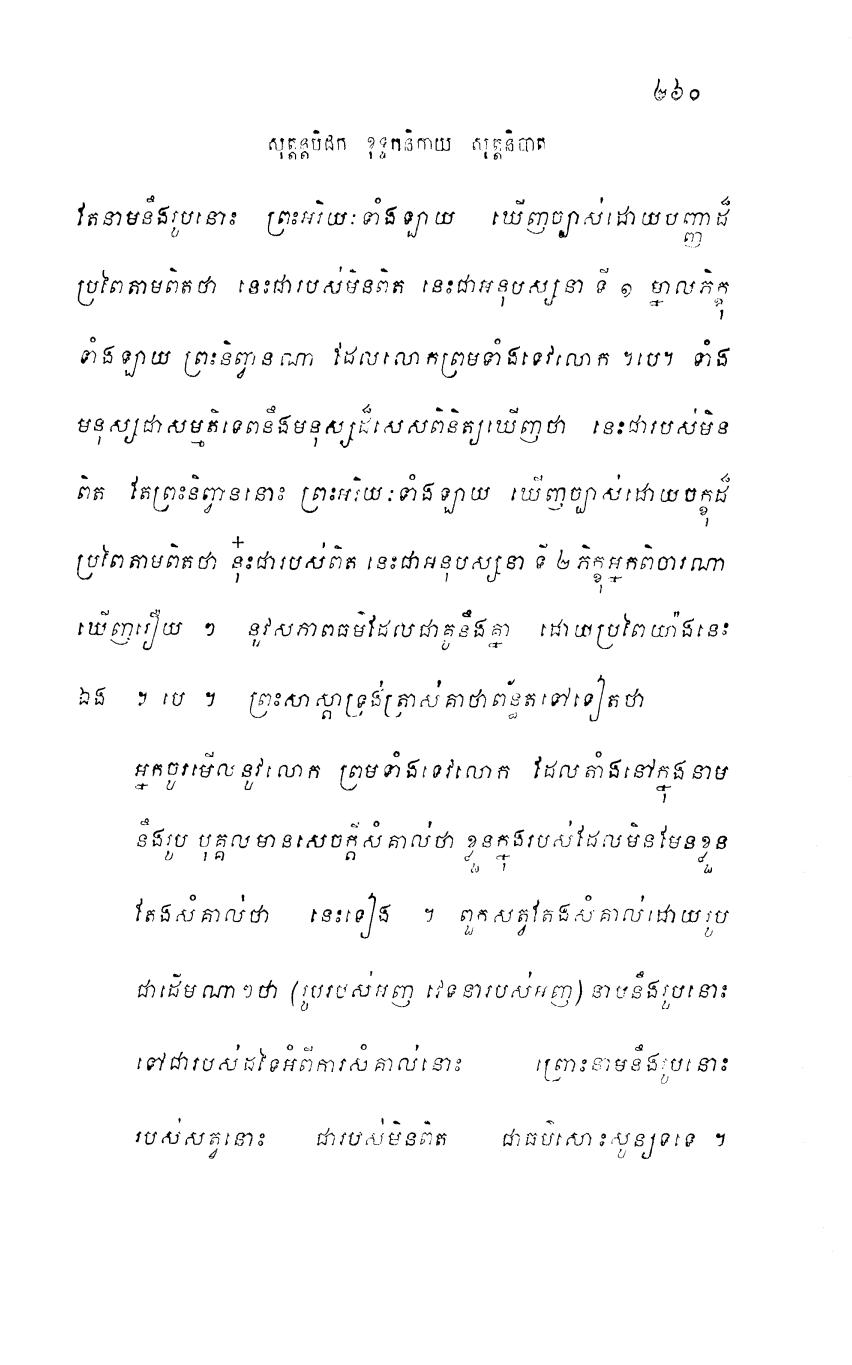 ២៦០
សុត្តន្តបិដក ខុទ្ទកនិកាយ សុត្តនិបាត
តែនាមនឹងរូបនោះ ព្រះអរិយៈទាំងឡាយ ឃើញច្បាស់ដោយបញ្ញាដ៏
ប្រពៃតាមពិតថា នេះជារបស់មិនពិត នេះជាអនុបស្សនា ទី ១ ម្នាលភិក្ខុ
ទាំងឡាយ ព្រះនិព្វានណា ដែលលោកព្រមទាំងទេវលោក ។បេ។ ទាំង
មនុស្សជាសម្មតិទេពនឹងមនុស្សដ៏សេសពិនិត្យឃើញថា នេះជារបស់មិន
ពិត តែព្រះនិព្វាននោះ ព្រះអរិយៈទាំងឡាយ ឃើញច្បាស់ដោយចក្ខុដ៏
ប្រពៃតាមពិតថា នុ៎ះជារបស់ពិត នេះជាអនុបស្សនា ទី ២ ភិក្ខុអ្នកពិចារណា
ឃើញរឿយ ៗ នូវសភាពធម៌ដែលជាគូនឹងគ្នា ដោយប្រពៃយ៉ាងនេះ
ឯង ។ បេ ។ ព្រះសាស្តាទ្រង់ត្រាស់គាថាពន្ធ័តទៅទៀតថា
អ្នកចូរមើលនូវលោក ព្រមទាំងទេវលោក ដែលតាំងនៅក្នុងនាម
នឹងរូប បុគ្គលមានសេចក្តីសំគាល់ថា ខ្លួនក្នុងរបស់ដែលមិនមែនខ្លួន
តែងសំគាល់ថា នេះទៀង ។ ពួកសត្វតែងសំគាល់ដោយរូប
ជាដើមណាៗថា (រូបរបស់អញ វេទនារបស់អញ) នាមនឹងរូបនោះ
ទៅជារបស់ដទៃអំពីការសំគាល់នោះ ព្រោះនាមនឹងរូបនោះ
របស់សត្វនោះ ជារបស់មិនពិត ជាធម៌សោះសូន្យទទេ ។